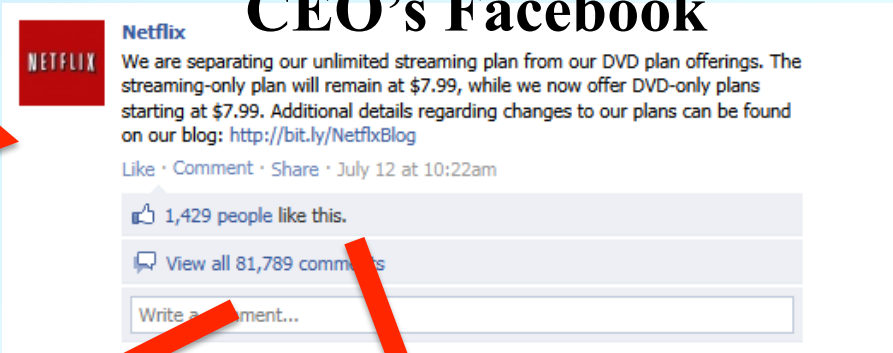 CEO's Facebook
NETFLIX
Netflix
We are separating our unlimited streaming plan from our DVD plan offerings. The
streaming-only plan will remain at $7.99, while we now offer DVD-only plans
starting at $7.99. Additional details regarding changes to our plans can be found
on our blog: http://bit.ly/NetflxBlog
Like · Comment · Share · July 12 at 10:22am
1,429 people like this.
View all 81,789 comments
Write a comment...